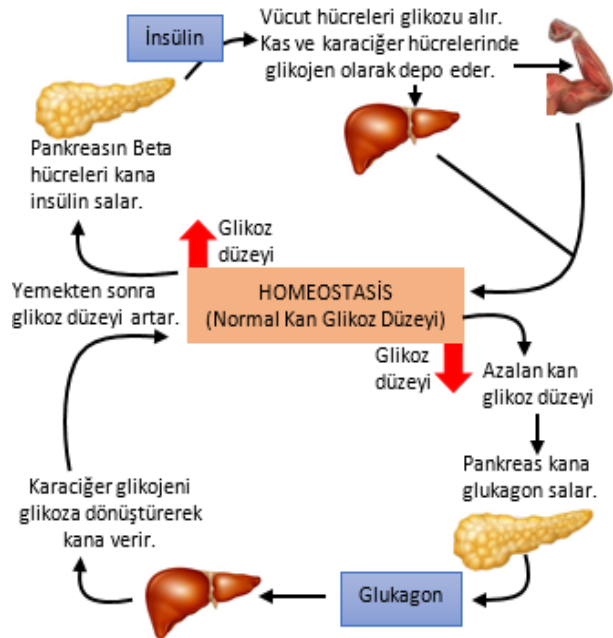 İnsülin
Vücut hücreleri glikozu alır.
Kas ve karaciğer hücrelerinde
glikojen olarak depo eder.
Pankreasın Beta
hücreleri kana
insülin salar.
Glikoz
düzeyi
Yemekten sonra
glikoz düzeyi artar.
HOMEOSTASİS
(Normal Kan Glikoz Düzeyi)
Glikoz
düzeyi
Azalan kan
glikoz düzeyi
Pankreas kana
glukagon salar.
Karaciğer glikojeni
glikoza dönüştürerek
kana verir.
Glukagon